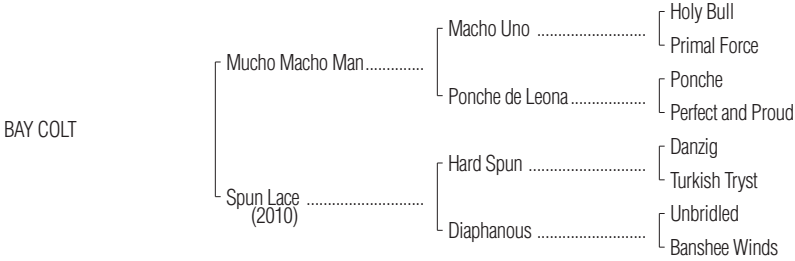 Holy Bull
Macho Uno ..........................
Primal Force
Mucho Macho Man..............
Ponche
Ponche de Leona..................
Perfect and Proud
BAY COLT
Danzig
Hard Spun ............................
Turkish Tryst
Spun Lace ............................
(2010)
Unbridled
Diaphanous ..........................
Banshee Winds